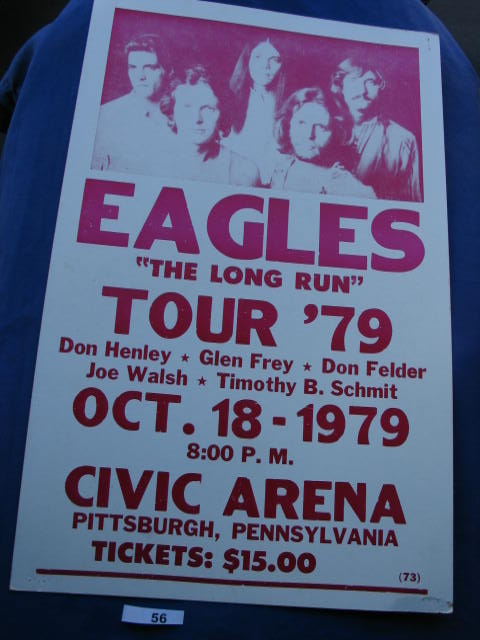 EAGLES
"THE LONG RUN"
TOUR '79
Don Henley ★ Glen Frey ★ Don Felder
Joe Walsh ★ Timothy B. Schmit
OCT. 18 - 1979
8:00 P. M.
CIVIC ARENA
PITTSBURGH, PENNSYLVANIA
TICKETS: $15.00
(73)
56